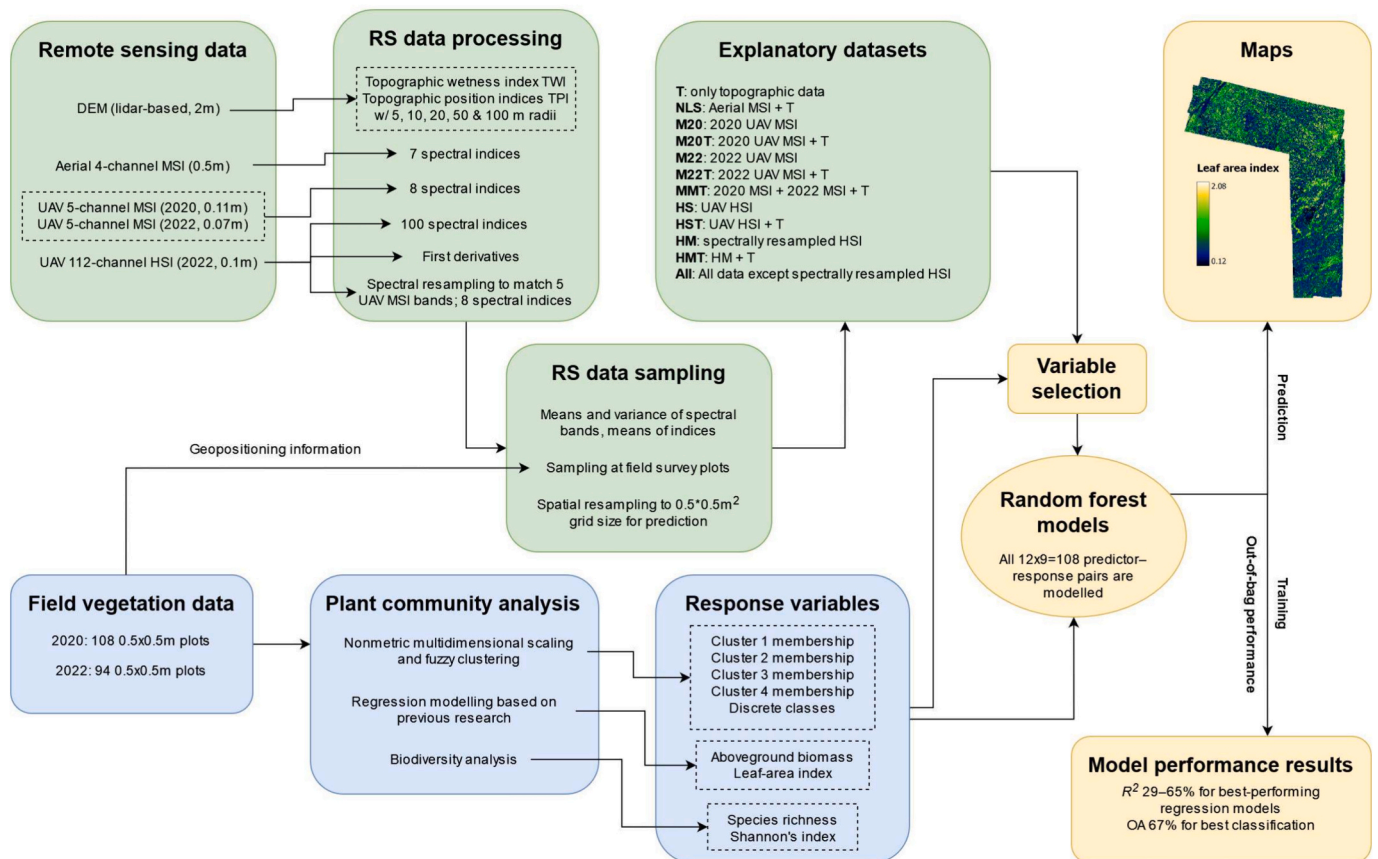 Remote sensing data
DEM (lidar-based, 2m)
Aerial 4-channel MSI (0.5m)
UAV 5-channel MSI (2020, 0.11m)
UAV 5-channel MSI (2022, 0.07m)
UAV 112-channel HSI (2022, 0.1m)
RS data processing
Topographic wetness index TWI
Topographic position indices TPI
w/ 5, 10, 20, 50 & 100 m radii
7 spectral indices
8 spectral indices
100 spectral indices
First derivatives
Spectral resampling to match 5
UAV MSI bands; 8 spectral indices
Explanatory datasets
T: only topographic data
NLS: Aerial MSI + T
M20: 2020 UAV MSI
M20T: 2020 UAV MSI + T
M22: 2022 UAV MSI
M22T: 2022 UAV MSI + T
MMT: 2020 MSI + 2022 MSI + T
HS: UAV HSI
HST: UAV HSI + T
HM: spectrally resampled HSI
HMT: HM + T
All: All data except spectrally resampled HSI
Maps
Leaf area index
2.08
0.12
RS data sampling
Means and variance of spectral
bands, means of indices
Sampling at field survey plots
Spatial resampling to 0.5*0.5m²
grid size for prediction
Geopositioning information
Variable
selection
Random forest
models
All 12x9=108 predictor–
response pairs are
modelled
Prediction
Training
Out-of-bag performance
Field vegetation data
2020: 108 0.5x0.5m plots
2022: 94 0.5x0.5m plots
Plant community analysis
Nonmetric multidimensional scaling
and fuzzy clustering
Regression modelling based on
previous research
Biodiversity analysis
Response variables
Cluster 1 membership
Cluster 2 membership
Cluster 3 membership
Cluster 4 membership
Discrete classes
Aboveground biomass
Leaf-area index
Species richness
Shannon's index
Model performance results
R² 29–65% for best-performing
regression models
OA 67% for best classification